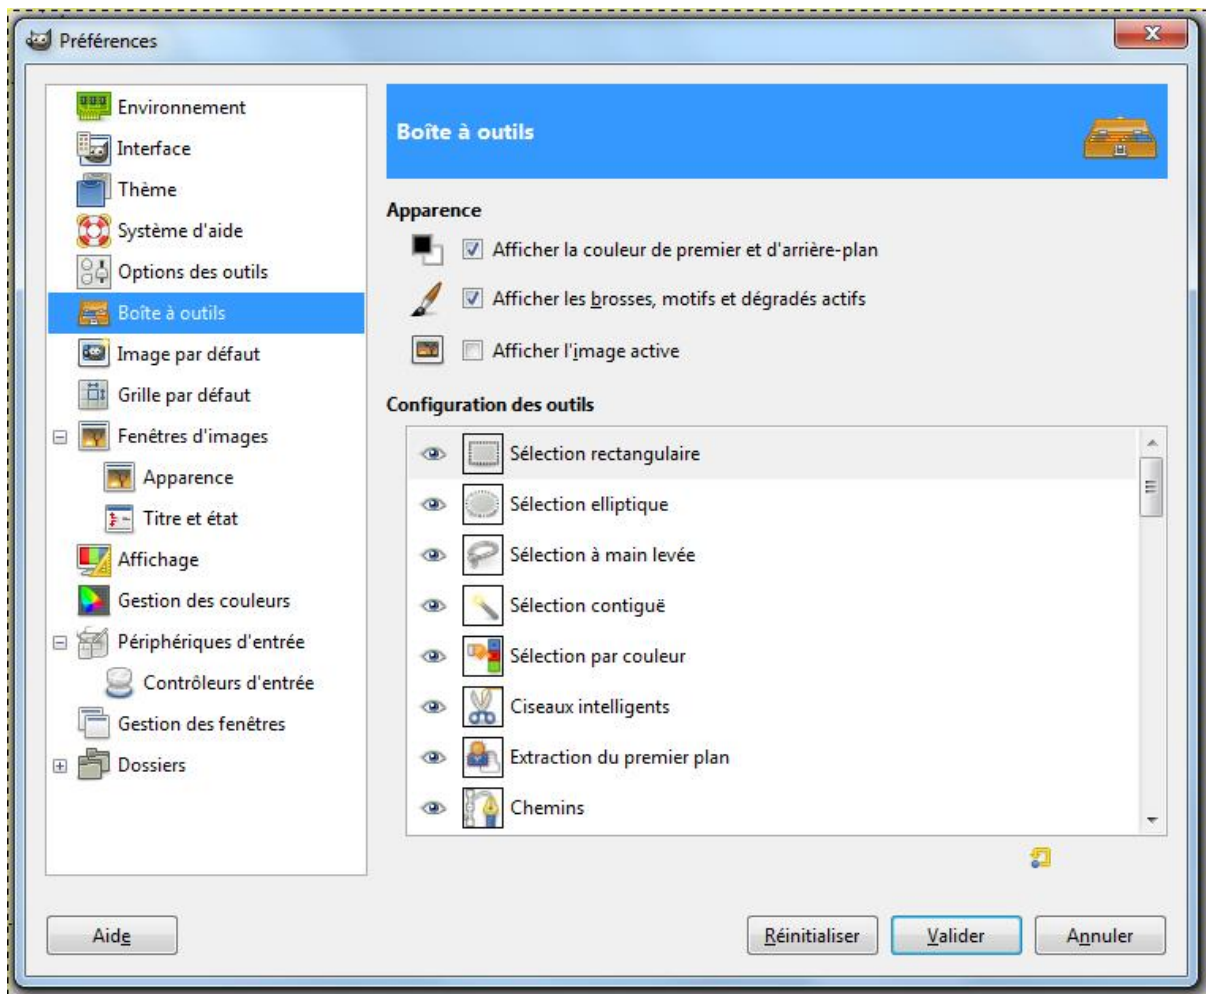 Préférences
Environnement
Interface
Thème
Système d'aide
Options des outils
Boîte à outils
Image par défaut
Grille par défaut
Fenêtres d'images
Apparence
Titre et état
Affichage
Gestion des couleurs
Périphériques d'entrée
Contrôleurs d'entrée
Gestion des fenêtres
Dossiers
Boîte à outils
Apparence
Afficher la couleur de premier et d'arrière-plan
Afficher les brosses, motifs et dégradés actifs
Afficher l'image active
Configuration des outils
Sélection rectangulaire
Sélection elliptique
Sélection à main levée
Sélection contiguë
Sélection par couleur
Ciseaux intelligents
Extraction du premier plan
Chemins
Aide
Réinitialiser
Valider
Annuler